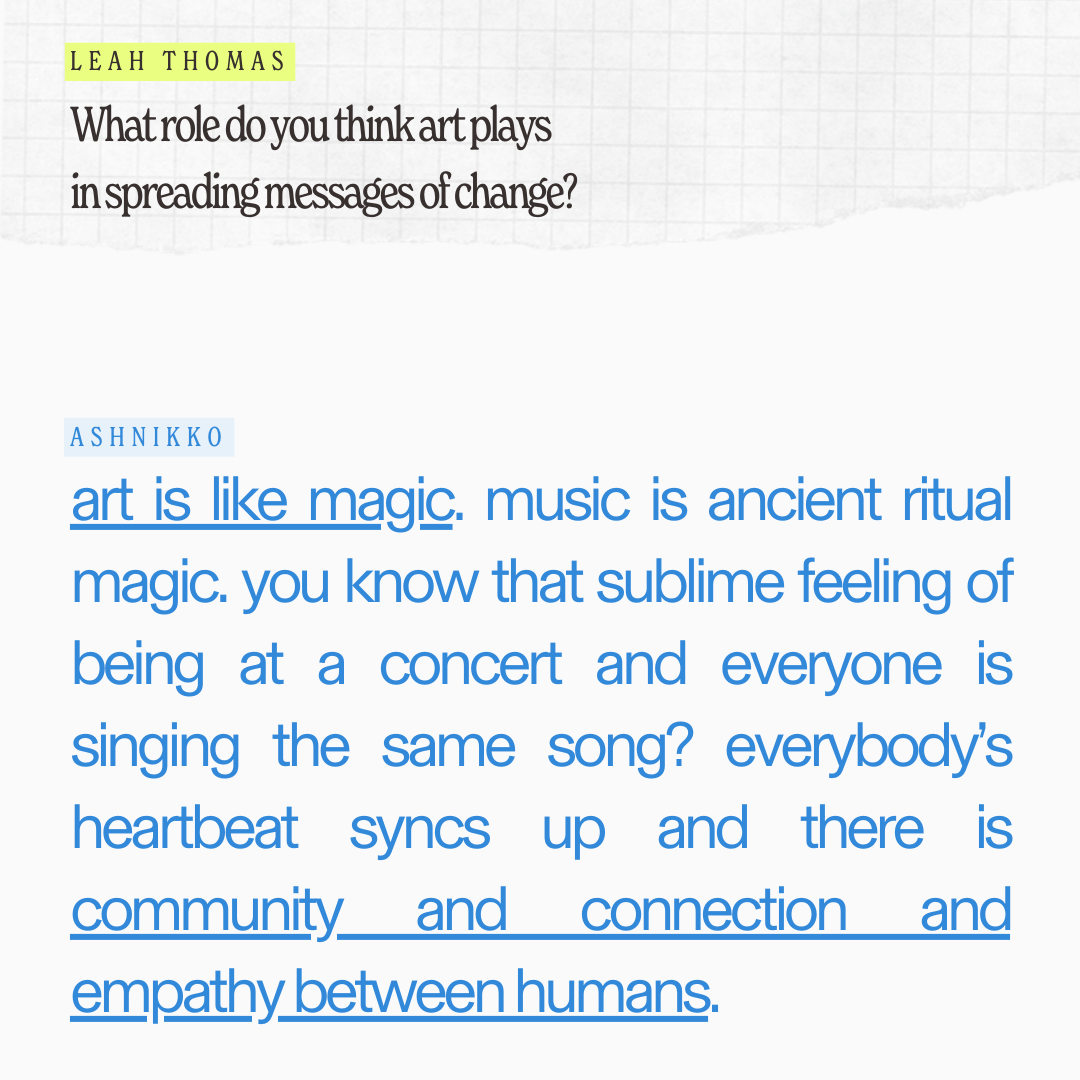 LEAH THOMAS
What role do you think art plays
in spreading messages of change?
ASHNIKKO
art is like magic. music is ancient ritual
magic. you know that sublime feeling of
being at a concert and everyone is
singing the same song? everybody’s
heartbeat syncs up and there is
community and connection and
empathy between humans.